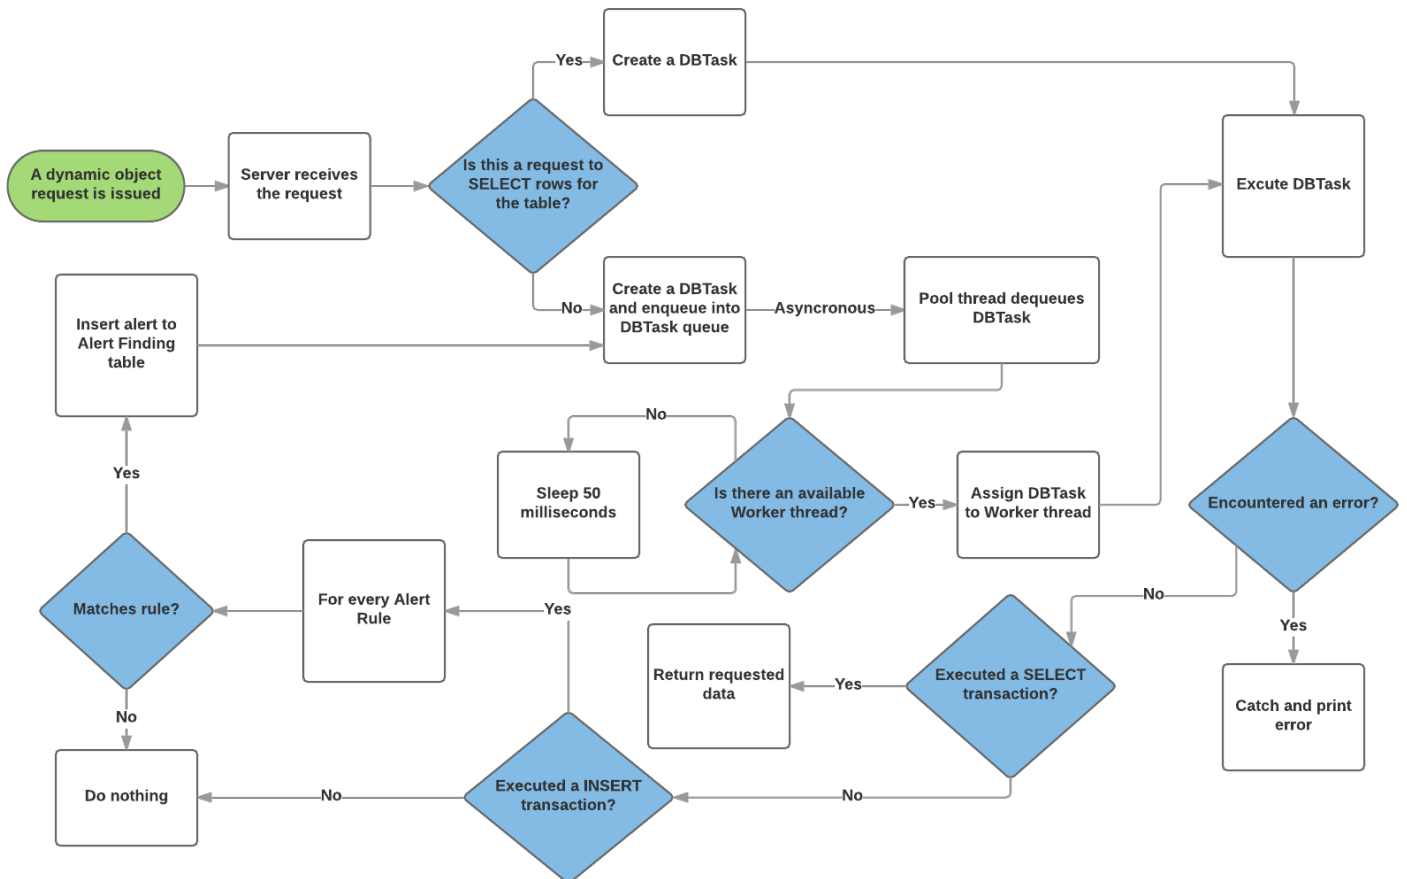 Yes
Create a DBTask
A dynamic object
request is issued
Server receives
the request
Is this a request to
SELECT rows for
the table?
Excute DBTask
No
Create a DBTask
and enqueue into
DBTask queue
Asyncronous
Pool thread dequeues
DBTask
Insert alert to
Alert Finding
table
No
Sleep 50
milliseconds
Is there an available
Worker thread?
Yes
Assign DBTask
to Worker thread
Encountered an error?
Yes
Matches rule?
For every Alert
Rule
Yes
No
Yes
Catch and print
error
Executed a SELECT
transaction?
Yes
Return requested
data
No
Do nothing
No
Executed a INSERT
transaction?
No